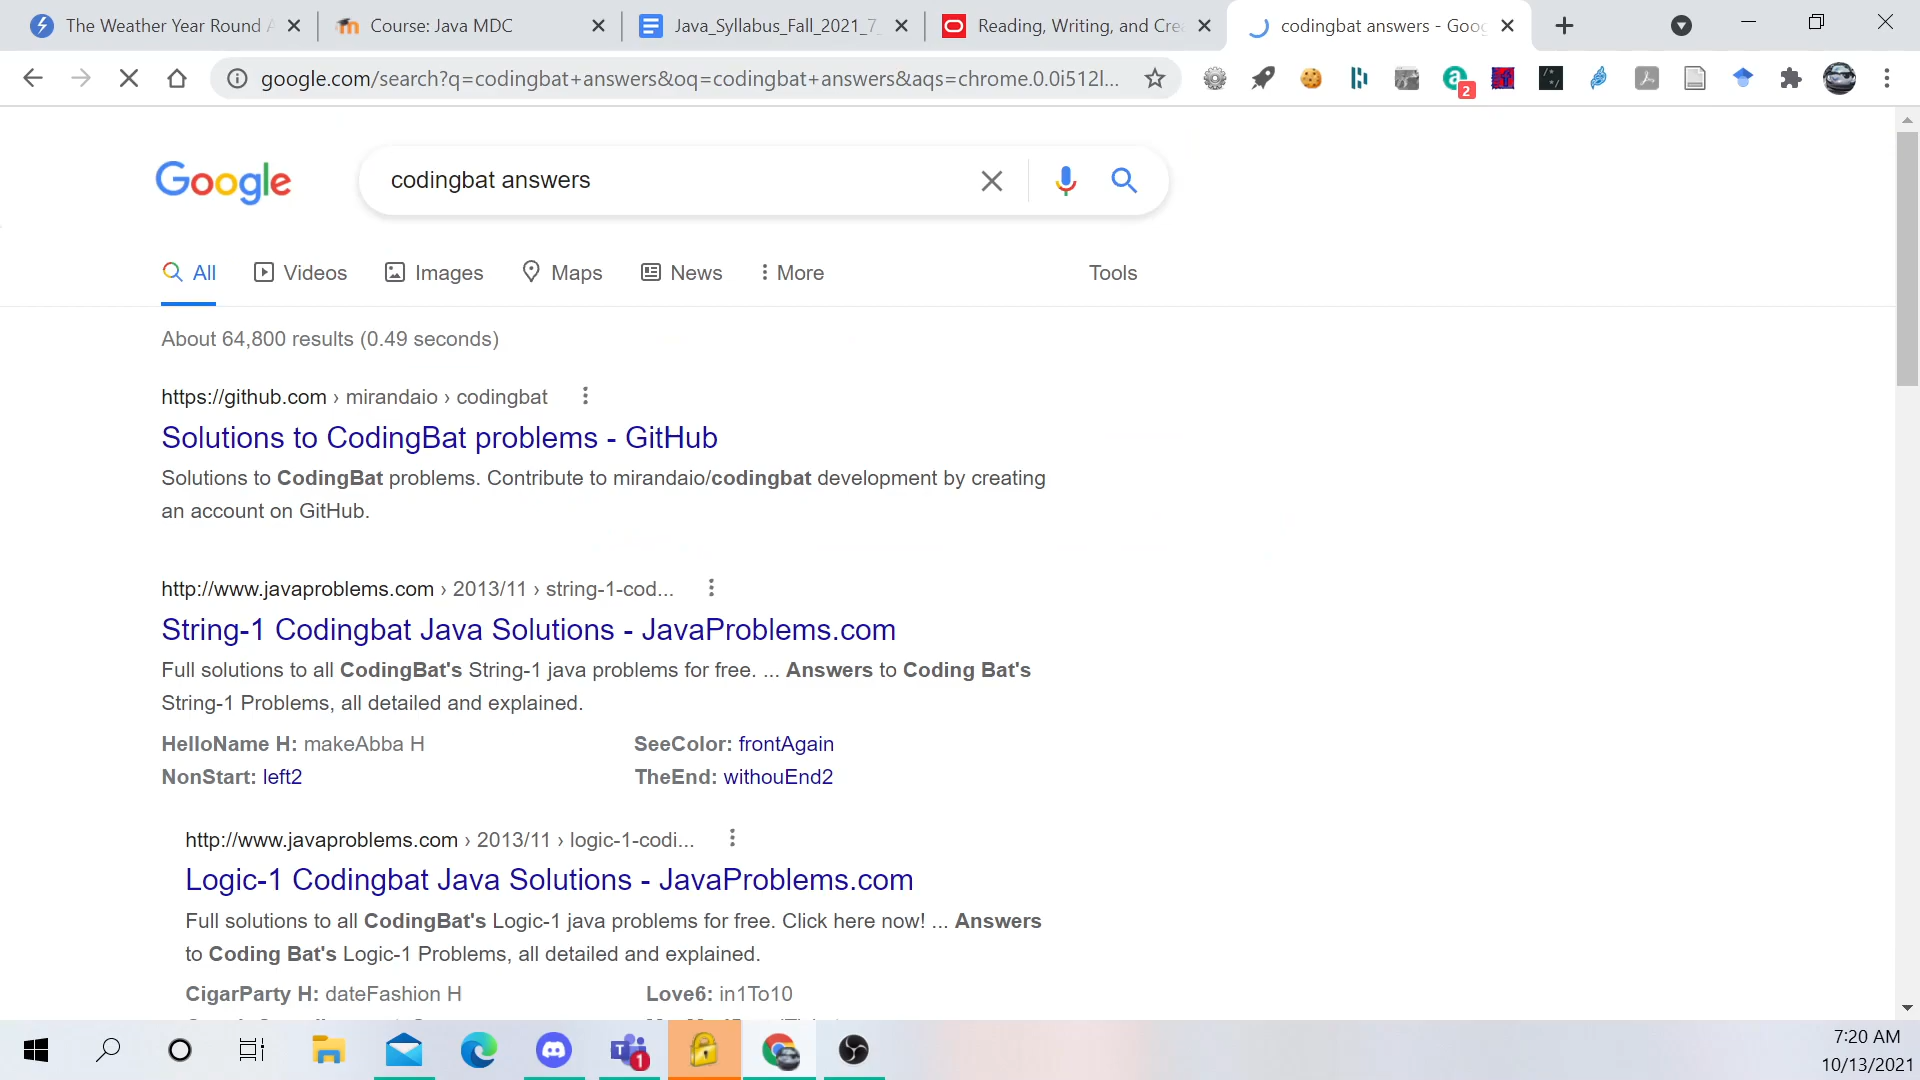 The Weather Year Round A
Course: Java MDC
Java_Syllabus_Fall_2021_7_
Reading, Writing, and Crea
codingbat answers - Goog
google.com/search?q=codingbat+answers&oq=codingbat+answers&aqs=chrome.0.0i512l...
2
Google
codingbat answers
All
Videos
Images
Maps
News
More
Tools
About 64,800 results (0.49 seconds)
https://github.com › mirandaio › codingbat
Solutions to CodingBat problems - GitHub
Solutions to CodingBat problems. Contribute to mirandaio/codingbat development by creating
an account on GitHub.
http://www.javaproblems.com › 2013/11 › string-1-cod...
String-1 Codingbat Java Solutions - JavaProblems.com
Full solutions to all CodingBat's String-1 java problems for free. ... Answers to Coding Bat's
String-1 Problems, all detailed and explained.
HelloName H: makeAbba H
SeeColor: frontAgain
NonStart: left2
TheEnd: withouEnd2
http://www.javaproblems.com › 2013/11 › logic-1-codi...
Logic-1 Codingbat Java Solutions - JavaProblems.com
Full solutions to all CodingBat's Logic-1 java problems for free. Click here now! ... Answers
to Coding Bat's Logic-1 Problems, all detailed and explained.
CigarParty H: dateFashion H
Love6: in1To10
1
7:20 AM
10/13/2021